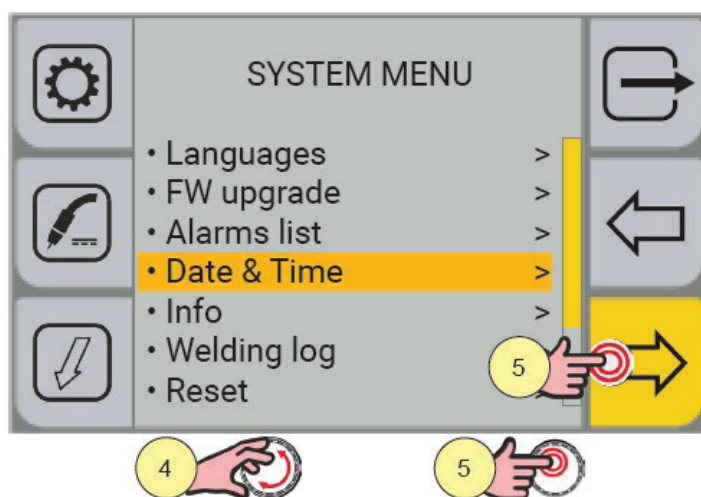 SYSTEM MENU
• Languages >
• FW upgrade >
• Alarms list >
• Date & Time >
• Info >
• Welding log
• Reset
5
4
5